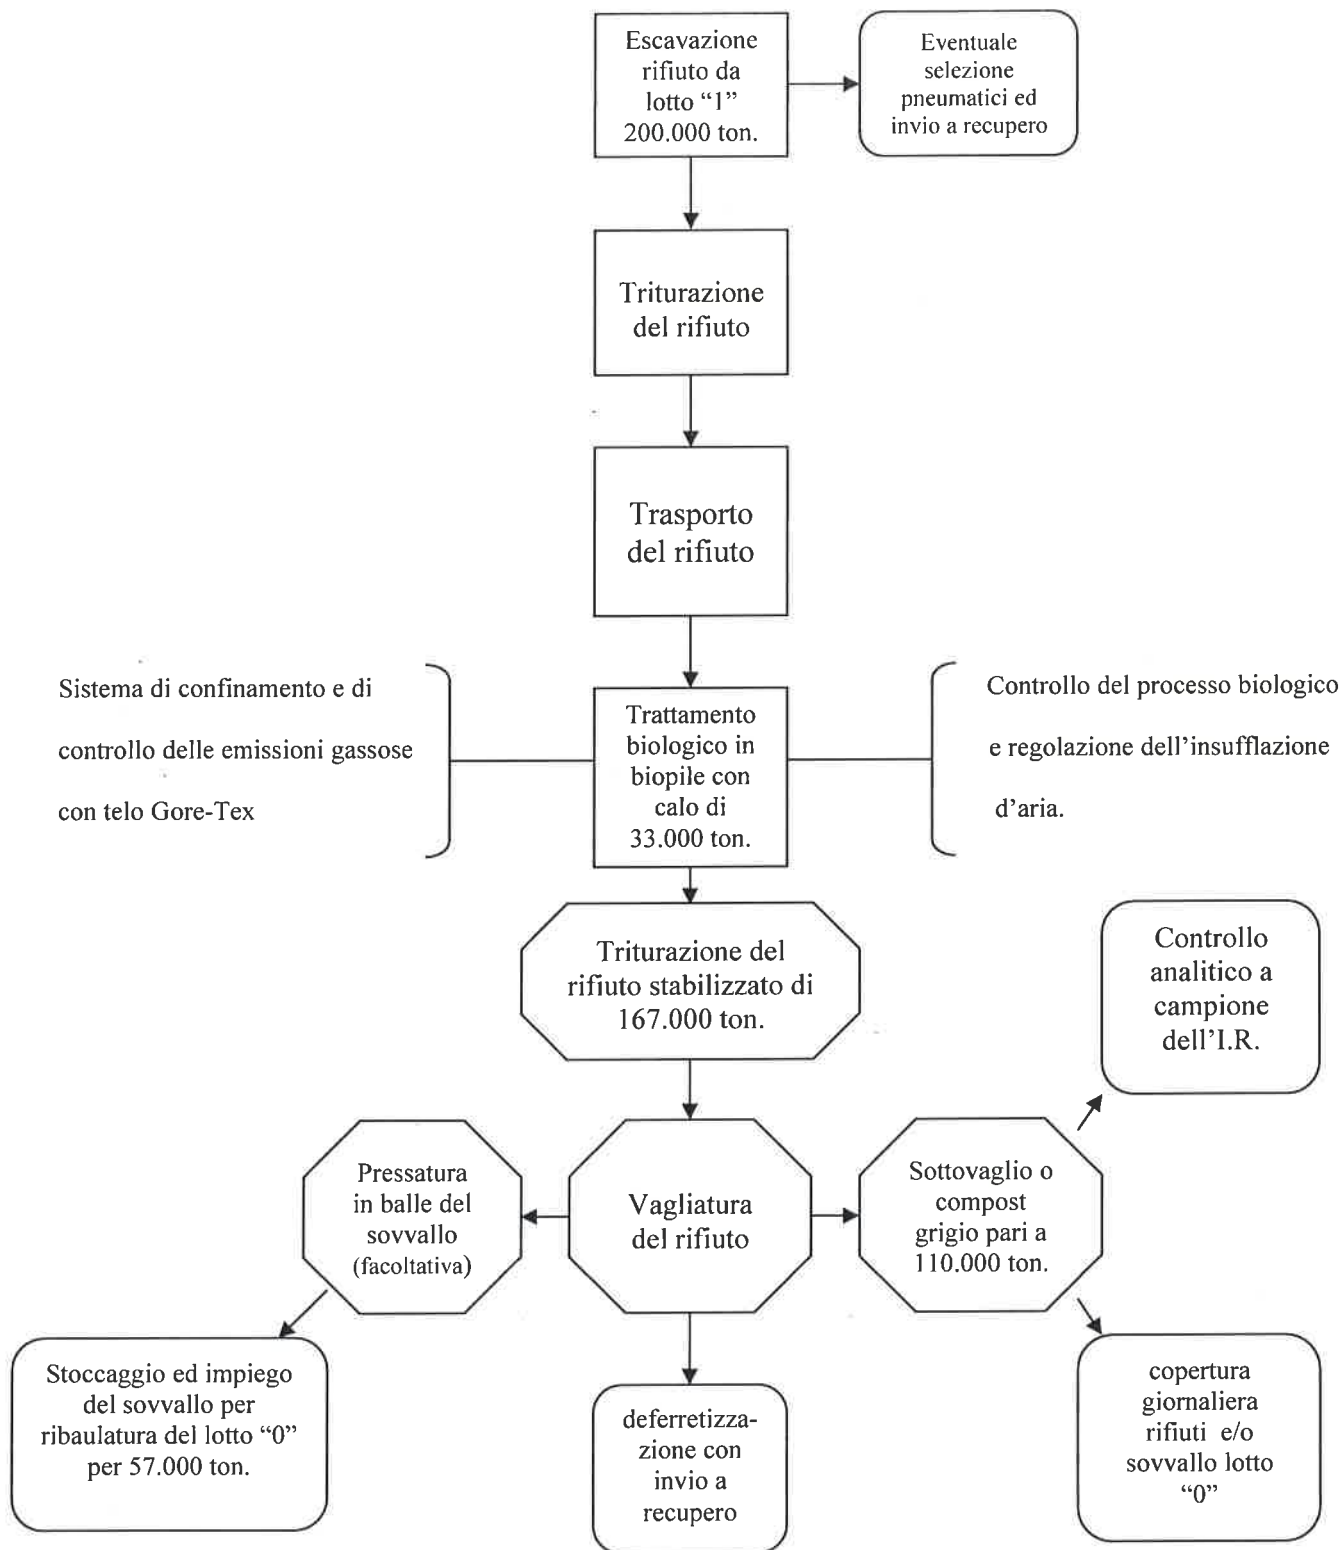 Escavazione
rifiuto da
lotto “1”
200.000 ton.
Eventuale
selezione
pneumatici ed
invio a recupero
Triturazione
del rifiuto
Trasporto
del rifiuto
Sistema di confinamento e di
controllo delle emissioni gassose
con telo Gore-Tex
Trattamento
biologico in
biopile con
calo di
33.000 ton.
Controllo del processo biologico
e regolazione dell’insufflazione
d’aria.
Triturazione del
rifiuto stabilizzato di
167.000 ton.
Controllo
analitico a
campione
dell’I.R.
Pressatura
in balle del
sovvallo
(facoltativa)
Vagliatura
del rifiuto
Sottovaglio o
compost
grigio pari a
110.000 ton.
Stoccaggio ed impiego
del sovvallo per
ribaulatura del lotto “0”
per 57.000 ton.
deferretizza-
zione con
invio a
recupero
copertura
giornaliera
rifiuti e/o
sovvallo lotto
“0”